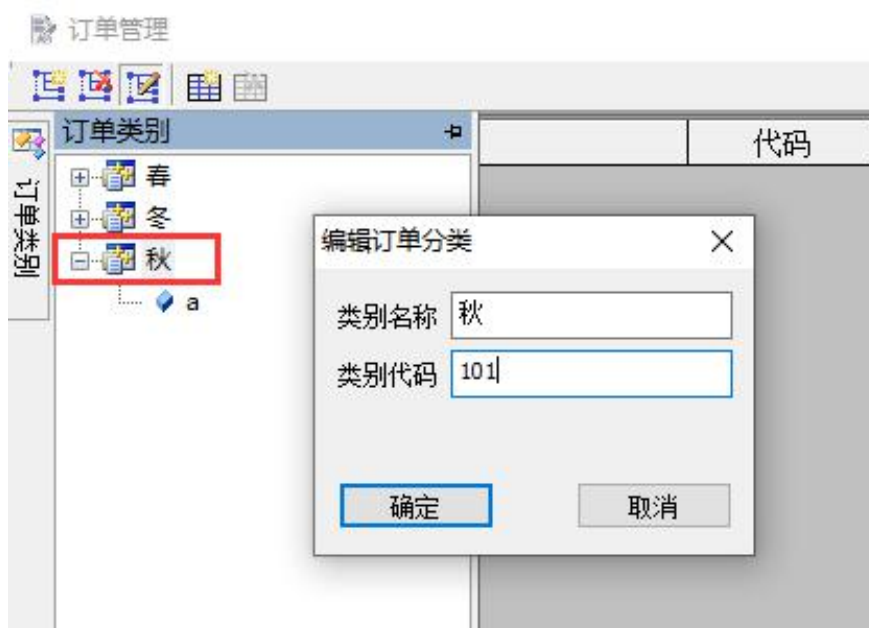 订单管理
订单类别
订单类别
代码
春
冬
秋
a
编辑订单分类
类别名称 秋
类别代码 101
确定 取消